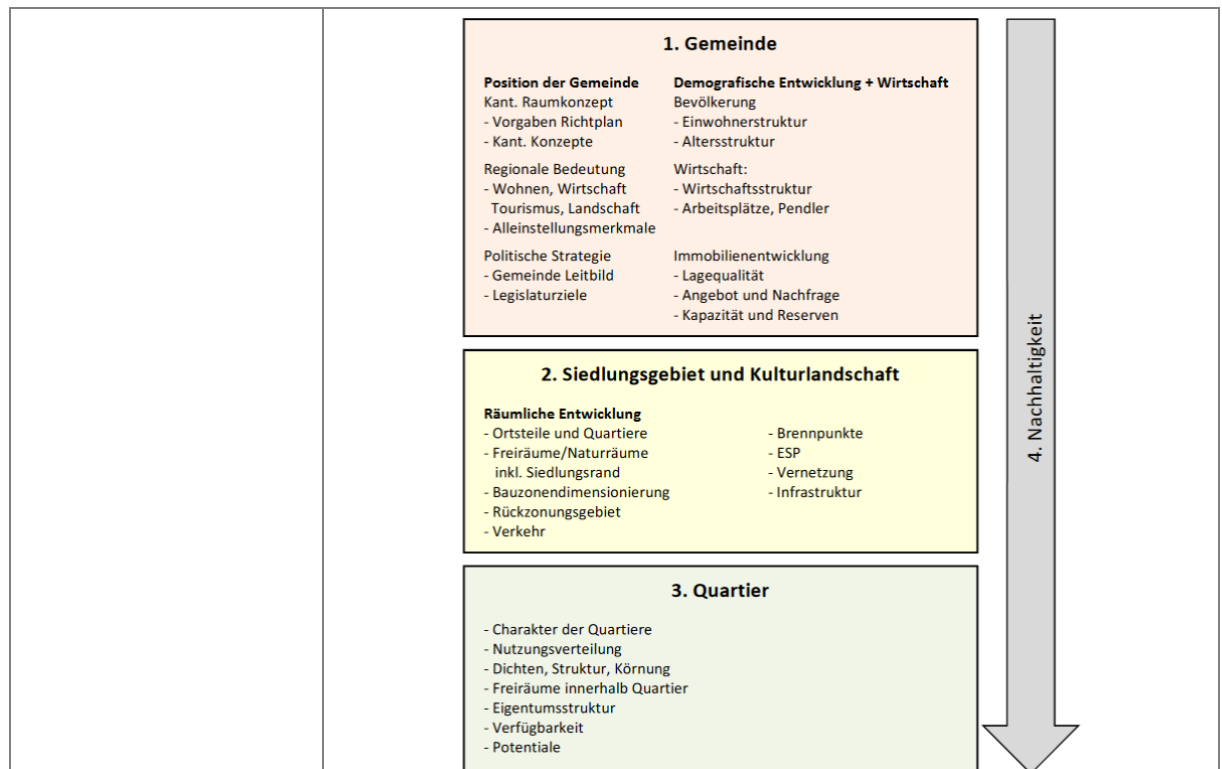 1. Gemeinde
Position der Gemeinde
Kant. Raumkonzept
- Vorgaben Richtplan
- Kant. Konzepte
Regionale Bedeutung
- Wohnen, Wirtschaft
Tourismus, Landschaft
- Alleinstellungsmerkmale
Politische Strategie
- Gemeinde Leitbild
- Legislaturziele
Demografische Entwicklung + Wirtschaft
Bevölkerung
- Einwohnerstruktur
- Altersstruktur
Wirtschaft:
- Wirtschaftsstruktur
- Arbeitsplätze, Pendler
Immobilienentwicklung
- Lagequalität
- Angebot und Nachfrage
- Kapazität und Reserven
2. Siedlungsgebiet und Kulturlandschaft
Räumliche Entwicklung
- Ortsteile und Quartiere
- Freiräume/Naturräume
inkl. Siedlungsrand
- Bauzonendimensionierung
- Rückzonungsgebiet
- Verkehr
- Brennpunkte
- ESP
- Vernetzung
- Infrastruktur
3. Quartier
- Charakter der Quartiere
- Nutzungsverteilung
- Dichten, Struktur, Körnung
- Freiräume innerhalb Quartier
- Eigentumsstruktur
- Verfügbarkeit
- Potentiale
4. Nachhaltigkeit